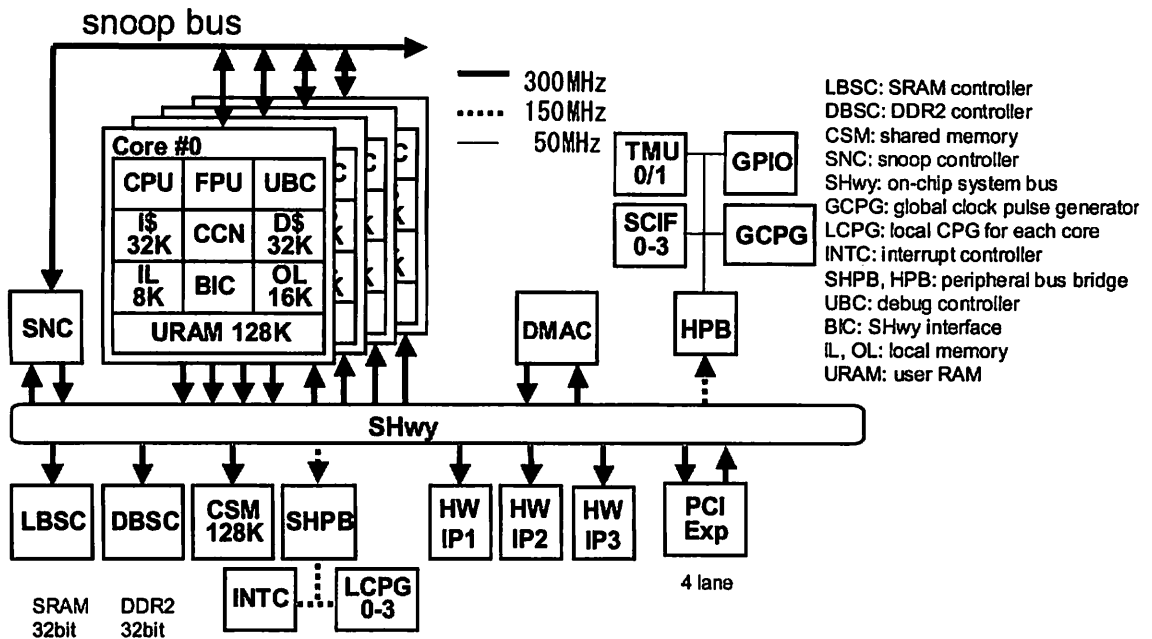 snoop bus
300MHz
150MHz
50MHz
LBSC: SRAM controller
DBSC: DDR2 controller
CSM: shared memory
SNC: snoop controller
SHwy: on-chip system bus
GCPG: global clock pulse generator
LCPG: local CPG for each core
INTC: interrupt controller
SHPB, HPB: peripheral bus bridge
UBC: debug controller
BIC: SHwy interface
IL, OL: local memory
URAM: user RAM
Core #0
CPU FPU UBC
I$ 32K
CCN
D$ 32K
IL 8K
BIC
OL 16K
URAM 128K
C
K
K
C
K
K
C
K
K
TMU 0/1
GPIO
SCIF 0-3
GCPG
SNC
DMAC
HPB
SHwy
LBSC
DBSC
CSM 128K
SHPB
HW IP1
HW IP2
HW IP3
PCI Exp
4 lane
INTC
LCPG 0-3
SRAM 32bit
DDR2 32bit